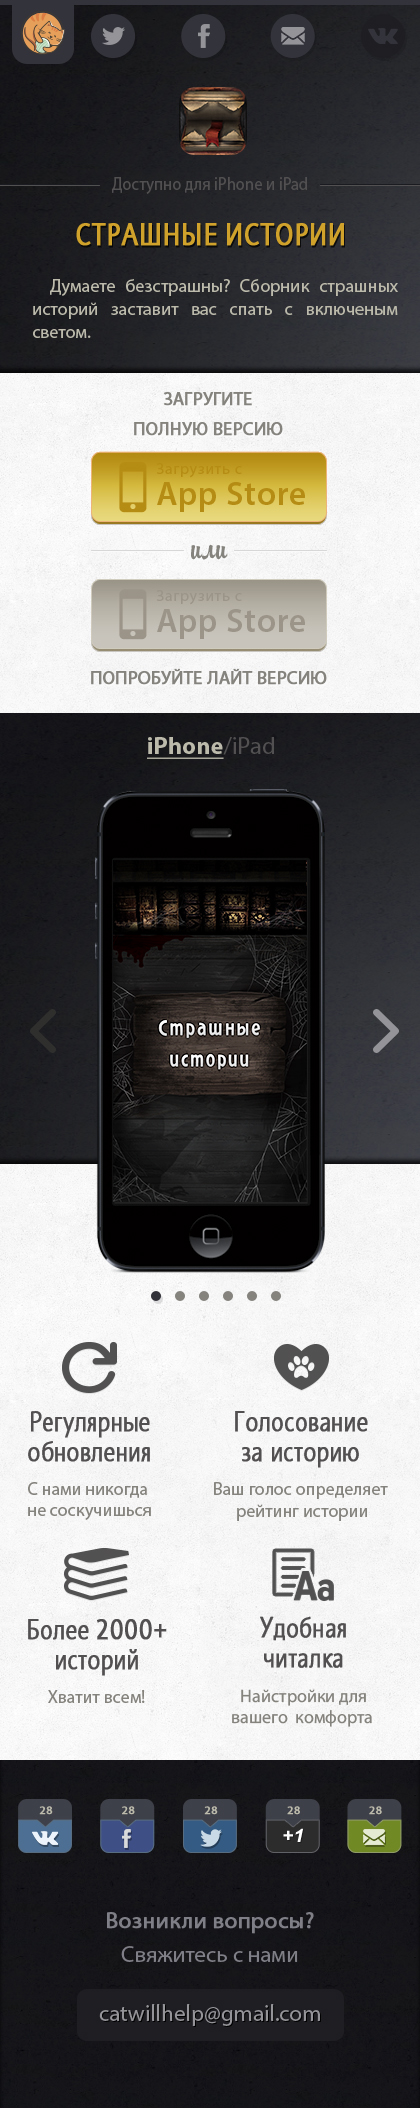 Доступно для iPhone и iPad
СТРАШНЫЕ ИСТОРИИ
Думаете безстрашны? Сборник страшных
историй заставит вас спать с включеным
светом.
ЗАГРУГИТЕ
ПОЛНУЮ ВЕРСИЮ
Загрузить с
App Store
или
Загрузить с
App Store
ПОПРОБУЙТЕ ЛАЙТ ВЕРСИЮ
iPhone/iPad
Страшные
истории
Регулярные
обновления
С нами никогда
не соскучишься
Голосование
за историю
Ваш голос определяет
рейтинг истории
Более 2000+
историй
Хватит всем!
Aa
Удобная
читалка
Найстройки для
вашего комфорта
28 28 28 28 28
+1
Возникли вопросы?
Свяжитесь с нами
catwillhelp@gmail.com